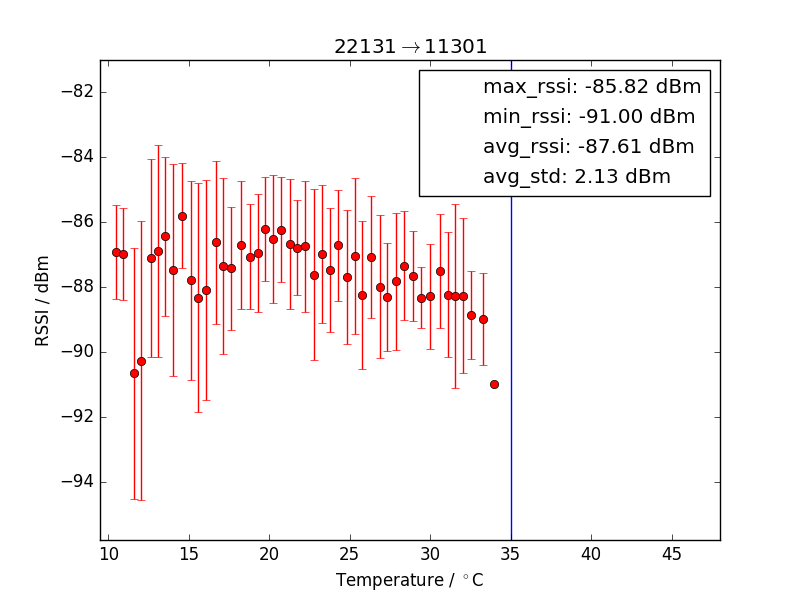 22131→11301
max_rssi: -85.82 dBm
min_rssi: -91.00 dBm
avg_rssi: -87.61 dBm
avg_std: 2.13 dBm
−82
−84
−86
−88
−90
−92
−94
RSSI / dBm
10 15 20 25 30 35 40 45
Temperature / °C